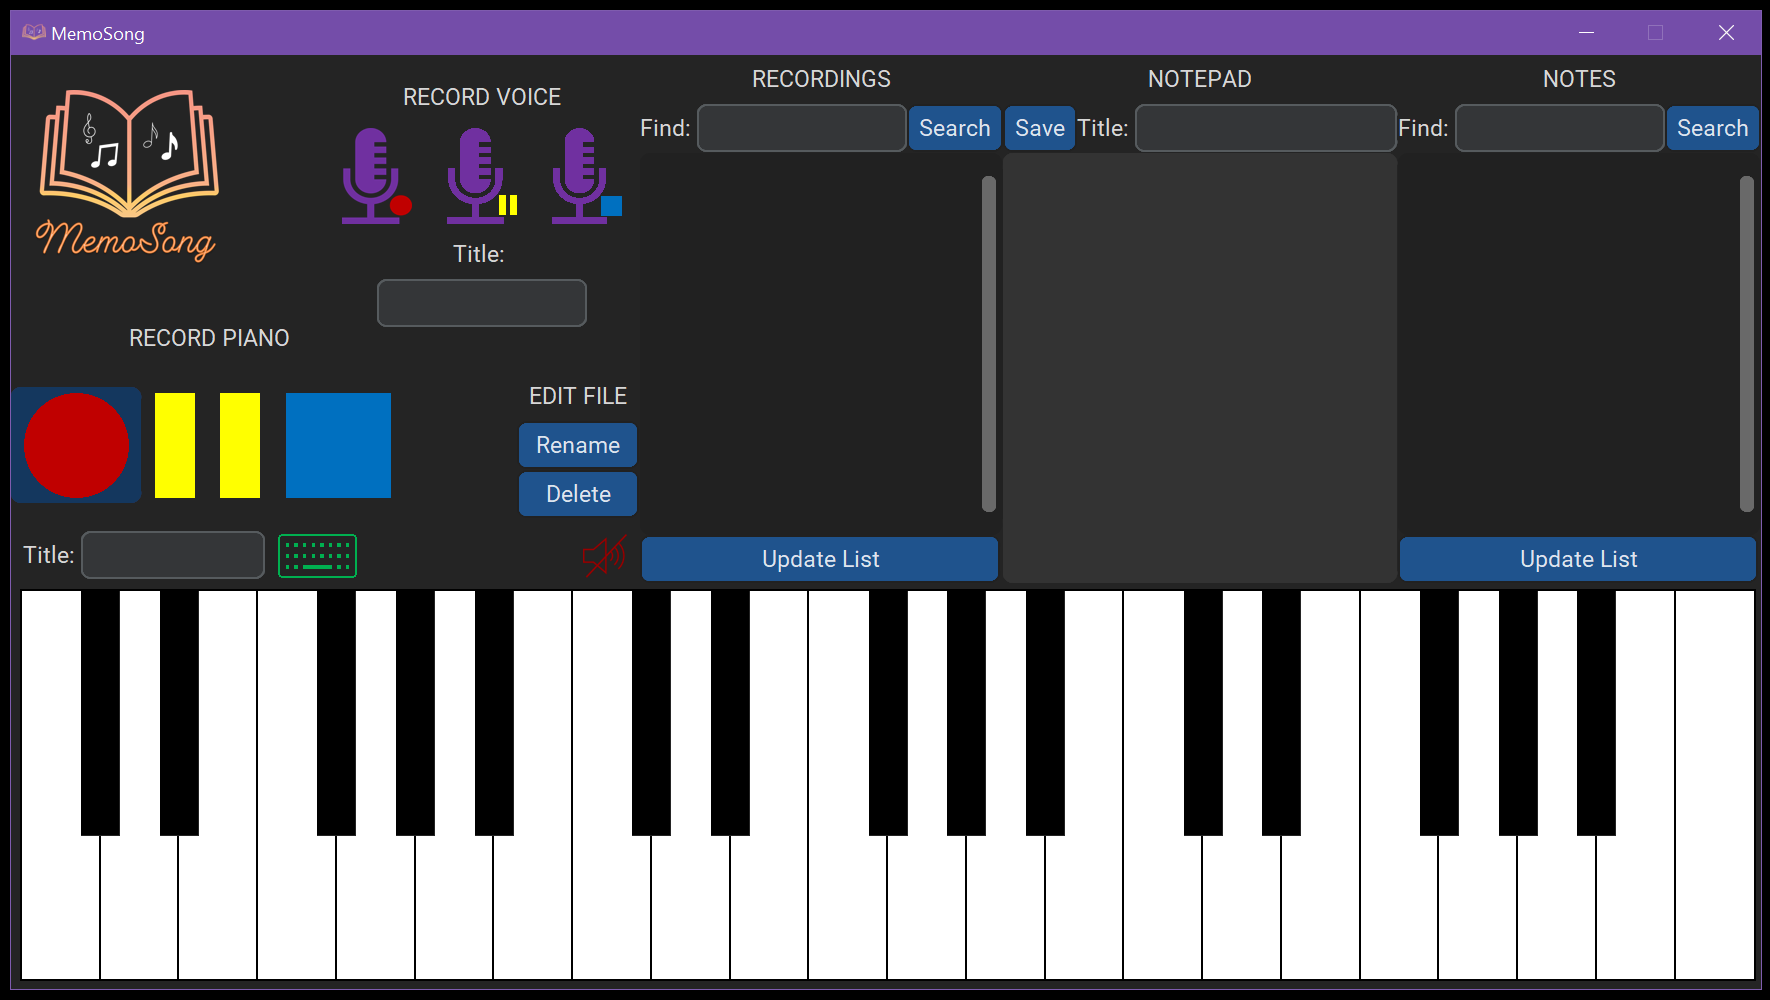 MemoSong
MemoSong
RECORD VOICE
Title:
RECORD PIANO
Title:
EDIT FILE
Rename
Delete
RECORDINGS
Find: Search
Update List
NOTEPAD
Save Title:
NOTES
Find: Search
Update List